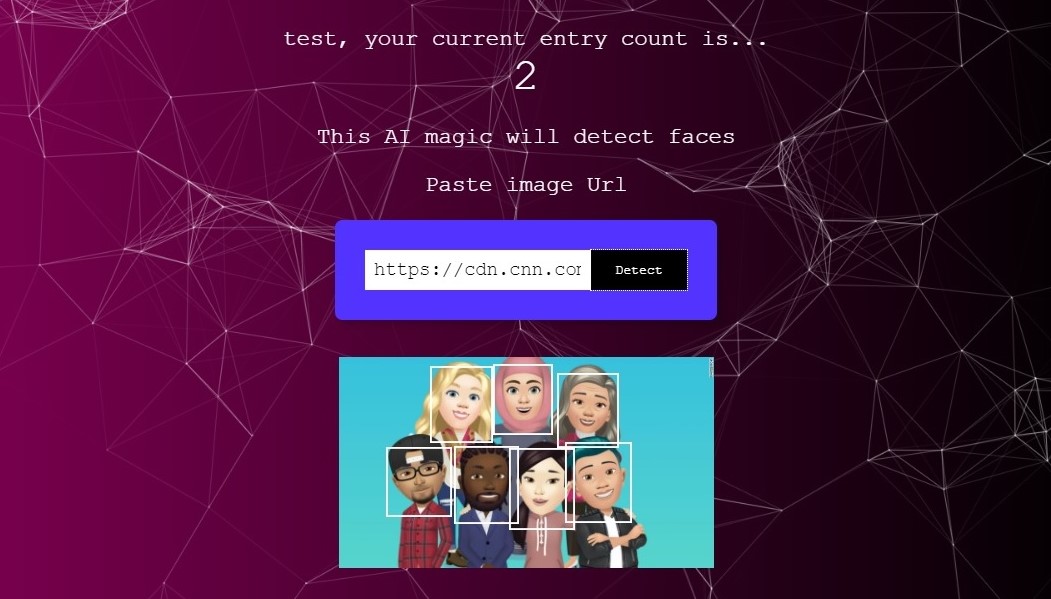 test, your current entry count is...
2
This AI magic will detect faces
Paste image Url
https://cdn.cnn.com
Detect